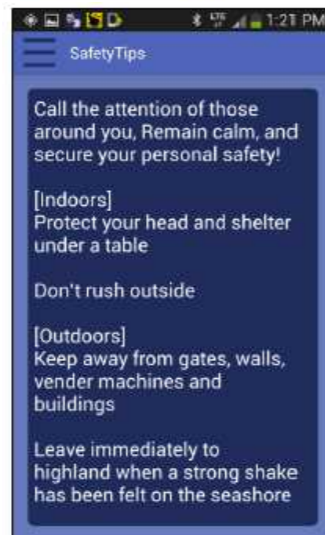 LTE 1:21 PM
SafetyTips
Call the attention of those
around you, Remain calm, and
secure your personal safety!
[Indoors]
Protect your head and shelter
under a table
Don't rush outside
[Outdoors]
Keep away from gates, walls,
vender machines and
buildings
Leave immediately to
highland when a strong shake
has been felt on the seashore